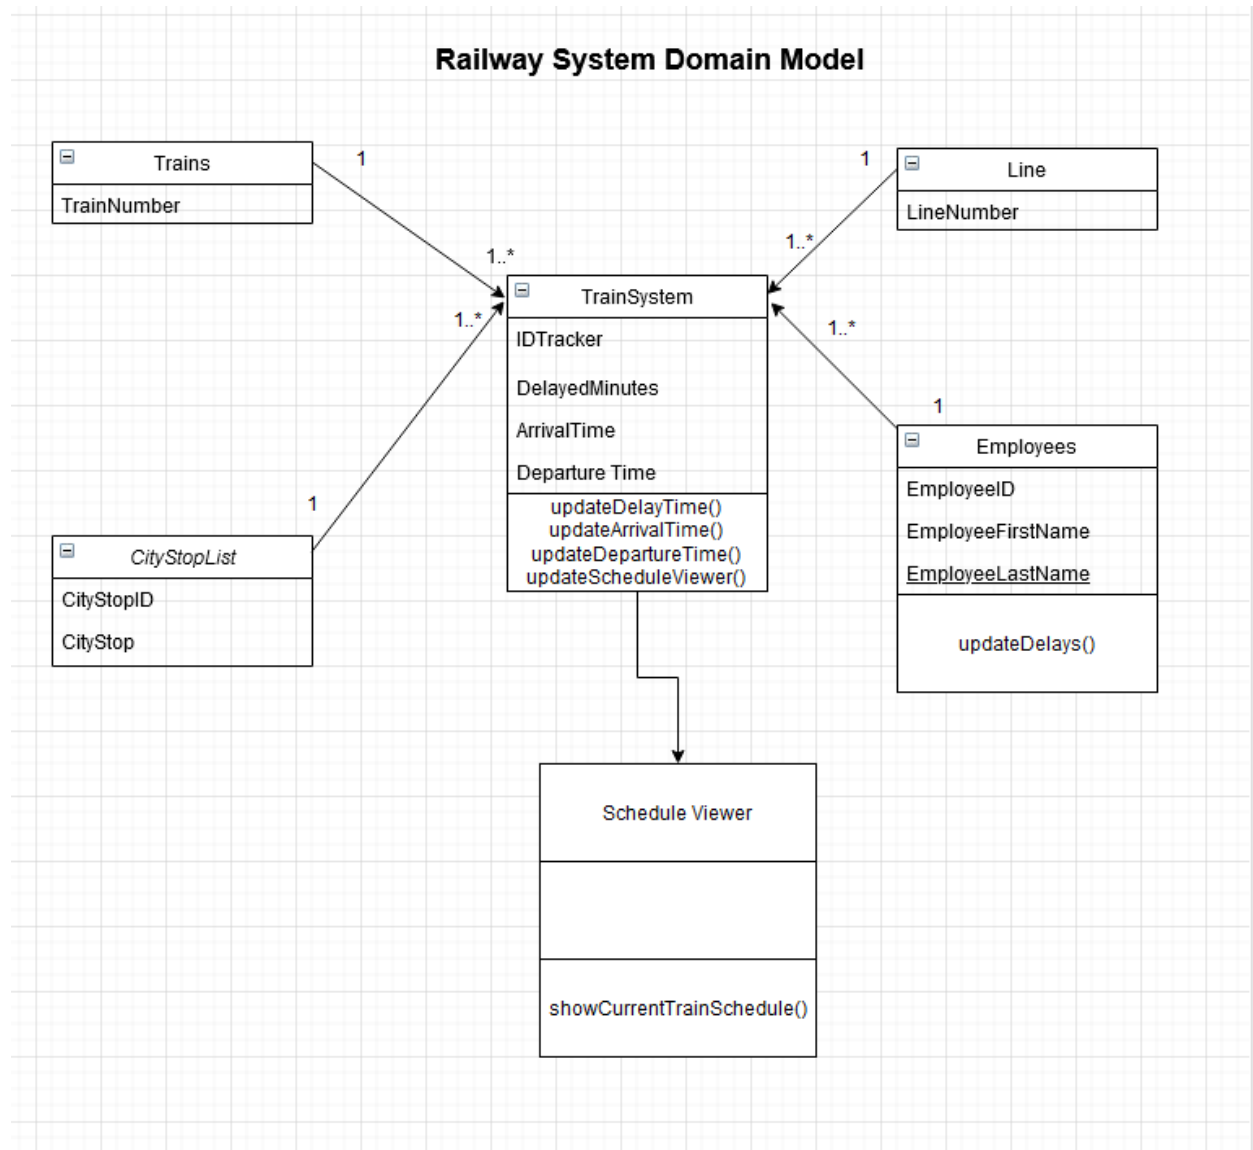 Railway System Domain Model
Trains
TrainNumber
1
1..*
Line
LineNumber
1
1..*
TrainSystem
IDTracker
DelayedMinutes
ArrivalTime
Departure Time
updateDelayTime()
updateArrivalTime()
updateDepartureTime()
updateScheduleViewer()
1..*
1
CityStopList
CityStopID
CityStop
1..*
1
Employees
EmployeeID
EmployeeFirstName
EmployeeLastName
updateDelays()
Schedule Viewer
showCurrentTrainSchedule()